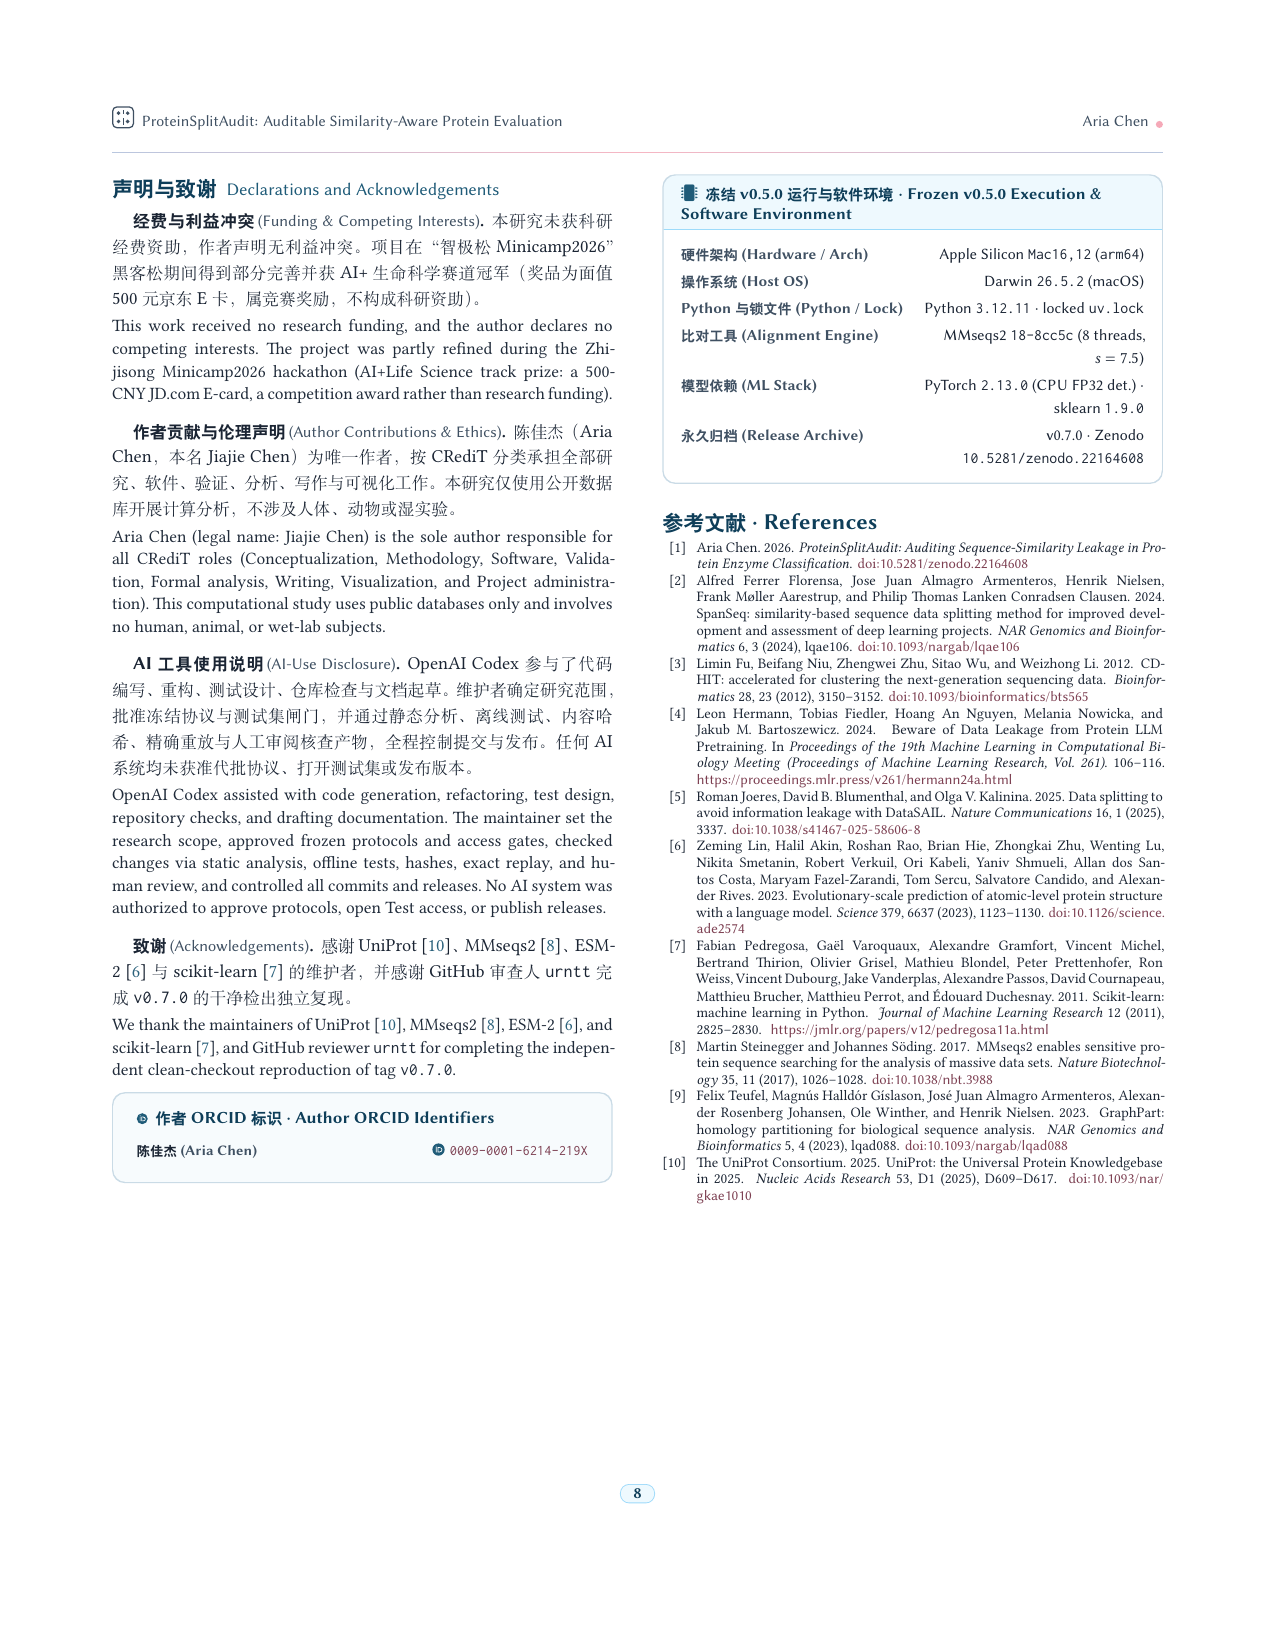 ProteinSplitAudit: Auditable Similarity-Aware Protein Evaluation
Aria Chen
声明与致谢 Declarations and Acknowledgements
经费与利益冲突 (Funding & Competing Interests). 本研究未获科研
经费资助，作者声明无利益冲突。项目在 “智极松 Minicamp2026”
黑客松期间得到部分完善并获 AI+ 生命科学赛道冠军（奖品为面值
500 元京东 E 卡，属竞赛奖励，不构成科研资助）。
This work received no research funding, and the author declares no
competing interests. The project was partly refined during the Zhi-
jisong Minicamp2026 hackathon (AI+Life Science track prize: a 500-
CNY JD.com E-card, a competition award rather than research funding).
作者贡献与伦理声明 (Author Contributions & Ethics). 陈佳杰（Aria
Chen，本名 Jiajie Chen）为唯一作者，按 CRediT 分类承担全部研
究、软件、验证、分析、写作与可视化工作。本研究仅使用公开数据
库开展计算分析，不涉及人体、动物或湿实验。
Aria Chen (legal name: Jiajie Chen) is the sole author responsible for
all CRediT roles (Conceptualization, Methodology, Software, Valida-
tion, Formal analysis, Writing, Visualization, and Project administra-
tion). This computational study uses public databases only and involves
no human, animal, or wet-lab subjects.
AI 工具使用说明 (AI-Use Disclosure). OpenAI Codex 参与了代码
编写、重构、测试设计、仓库检查与文档起草。维护者确定研究范围，
批准冻结协议与测试集闸门，并通过静态分析、离线测试、内容哈
希、精确重放与人工审阅核查产物，全程控制提交与发布。任何 AI
系统均未获准代批协议、打开测试集或发布版本。
OpenAI Codex assisted with code generation, refactoring, test design,
repository checks, and drafting documentation. The maintainer set the
research scope, approved frozen protocols and access gates, checked
changes via static analysis, offline tests, hashes, exact replay, and hu-
man review, and controlled all commits and releases. No AI system was
authorized to approve protocols, open Test access, or publish releases.
致谢 (Acknowledgements). 感谢 UniProt [10]、MMseqs2 [8]、ESM-
2 [6] 与 scikit-learn [7] 的维护者，并感谢 GitHub 审查人 urntt 完
成 v0.7.0 的干净检出独立复现。
We thank the maintainers of UniProt [10], MMseqs2 [8], ESM-2 [6], and
scikit-learn [7], and GitHub reviewer urntt for completing the indepen-
dent clean-checkout reproduction of tag v0.7.0.
作者 ORCID 标识 · Author ORCID Identifiers
陈佳杰 (Aria Chen) iD 0009-0001-6214-219X
冻结 v0.5.0 运行与软件环境 · Frozen v0.5.0 Execution &
Software Environment
硬件架构 (Hardware / Arch) Apple Silicon Mac16,12 (arm64)
操作系统 (Host OS) Darwin 26.5.2 (macOS)
Python 与锁文件 (Python / Lock) Python 3.12.11 · locked uv.lock
比对工具 (Alignment Engine) MMseqs2 18-8cc5c (8 threads,
s = 7.5)
模型依赖 (ML Stack) PyTorch 2.13.0 (CPU FP32 det.) ·
sklearn 1.9.0
永久归档 (Release Archive) v0.7.0 · Zenodo
10.5281/zenodo.22164608
参考文献 · References
[1] Aria Chen. 2026. ProteinSplitAudit: Auditing Sequence-Similarity Leakage in Pro-
tein Enzyme Classification. doi:10.5281/zenodo.22164608
[2] Alfred Ferrer Florensa, Jose Juan Almagro Armenteros, Henrik Nielsen,
Frank Møller Aarestrup, and Philip Thomas Lanken Conradsen Clausen. 2024.
SpanSeq: similarity-based sequence data splitting method for improved devel-
opment and assessment of deep learning projects. NAR Genomics and Bioinfor-
matics 6, 3 (2024), lqae106. doi:10.1093/nargab/lqae106
[3] Limin Fu, Beifang Niu, Zhengwei Zhu, Sitao Wu, and Weizhong Li. 2012. CD-
HIT: accelerated for clustering the next-generation sequencing data. Bioinfor-
matics 28, 23 (2012), 3150–3152. doi:10.1093/bioinformatics/bts565
[4] Leon Hermann, Tobias Fiedler, Hoang An Nguyen, Melania Nowicka, and
Jakub M. Bartoszewicz. 2024. Beware of Data Leakage from Protein LLM
Pretraining. In Proceedings of the 19th Machine Learning in Computational Bi-
ology Meeting (Proceedings of Machine Learning Research, Vol. 261). 106–116.
https://proceedings.mlr.press/v261/hermann24a.html
[5] Roman Joeres, David B. Blumenthal, and Olga V. Kalinina. 2025. Data splitting to
avoid information leakage with DataSAIL. Nature Communications 16, 1 (2025),
3337. doi:10.1038/s41467-025-58606-8
[6] Zeming Lin, Halil Akin, Roshan Rao, Brian Hie, Zhongkai Zhu, Wenting Lu,
Nikita Smetanin, Robert Verkuil, Ori Kabeli, Yaniv Shmueli, Allan dos San-
tos Costa, Maryam Fazel-Zarandi, Tom Sercu, Salvatore Candido, and Alexan-
der Rives. 2023. Evolutionary-scale prediction of atomic-level protein structure
with a language model. Science 379, 6637 (2023), 1123–1130. doi:10.1126/science.
ade2574
[7] Fabian Pedregosa, Gaël Varoquaux, Alexandre Gramfort, Vincent Michel,
Bertrand Thirion, Olivier Grisel, Mathieu Blondel, Peter Prettenhofer, Ron
Weiss, Vincent Dubourg, Jake Vanderplas, Alexandre Passos, David Cournapeau,
Matthieu Brucher, Matthieu Perrot, and Édouard Duchesnay. 2011. Scikit-learn:
machine learning in Python. Journal of Machine Learning Research 12 (2011),
2825–2830. https://jmlr.org/papers/v12/pedregosa11a.html
[8] Martin Steinegger and Johannes Söding. 2017. MMseqs2 enables sensitive pro-
tein sequence searching for the analysis of massive data sets. Nature Biotechnol-
ogy 35, 11 (2017), 1026–1028. doi:10.1038/nbt.3988
[9] Felix Teufel, Magnús Halldór Gíslason, José Juan Almagro Armenteros, Alexan-
der Rosenberg Johansen, Ole Winther, and Henrik Nielsen. 2023. GraphPart:
homology partitioning for biological sequence analysis. NAR Genomics and
Bioinformatics 5, 4 (2023), lqad088. doi:10.1093/nargab/lqad088
[10] The UniProt Consortium. 2025. UniProt: the Universal Protein Knowledgebase
in 2025. Nucleic Acids Research 53, D1 (2025), D609–D617. doi:10.1093/nar/
gkae1010
8